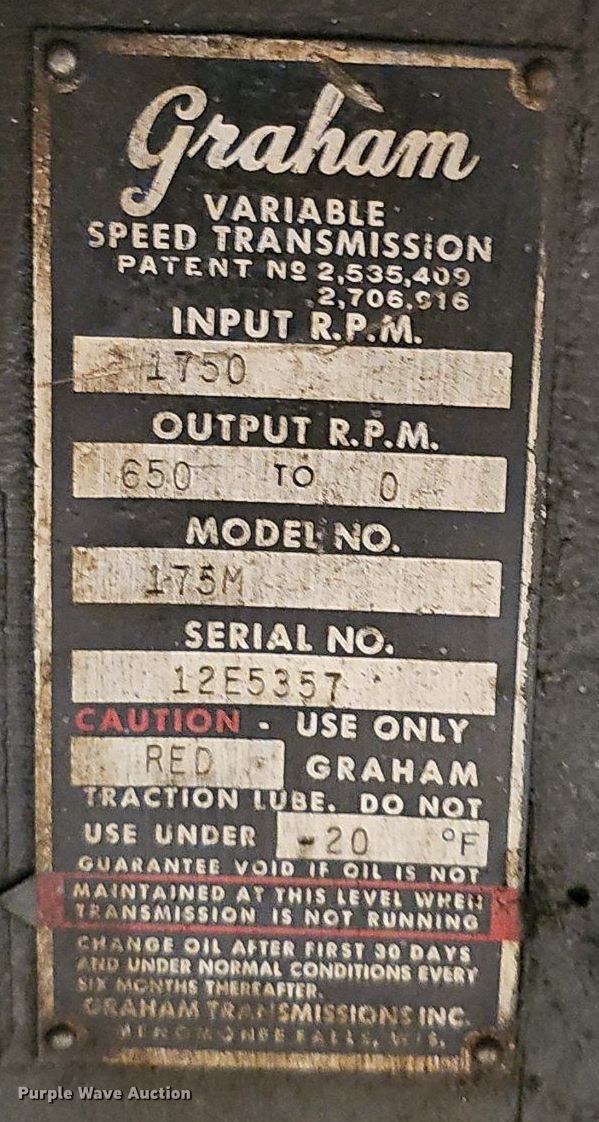 Graham
VARIABLE
SPEED TRANSMISSION
PATENT Nº 2,535,409
2,706,916
INPUT R.P.M.
1750
OUTPUT R.P.M.
650 TO 0
MODEL NO.
175M
SERIAL NO.
12E5357
CAUTION - USE ONLY
RED GRAHAM
TRACTION LUBE. DO NOT
USE UNDER -20 °F
GUARANTEE VOID IF OIL IS NOT
MAINTAINED AT THIS LEVEL WHEN
TRANSMISSION IS NOT RUNNING
CHANGE OIL AFTER FIRST 30 DAYS
AND UNDER NORMAL CONDITIONS EVERY
SIX MONTHS THEREAFTER.
GRAHAM TRANSMISSIONS INC.
MENOMONEE FALLS, WIS.
Purple Wave Auction